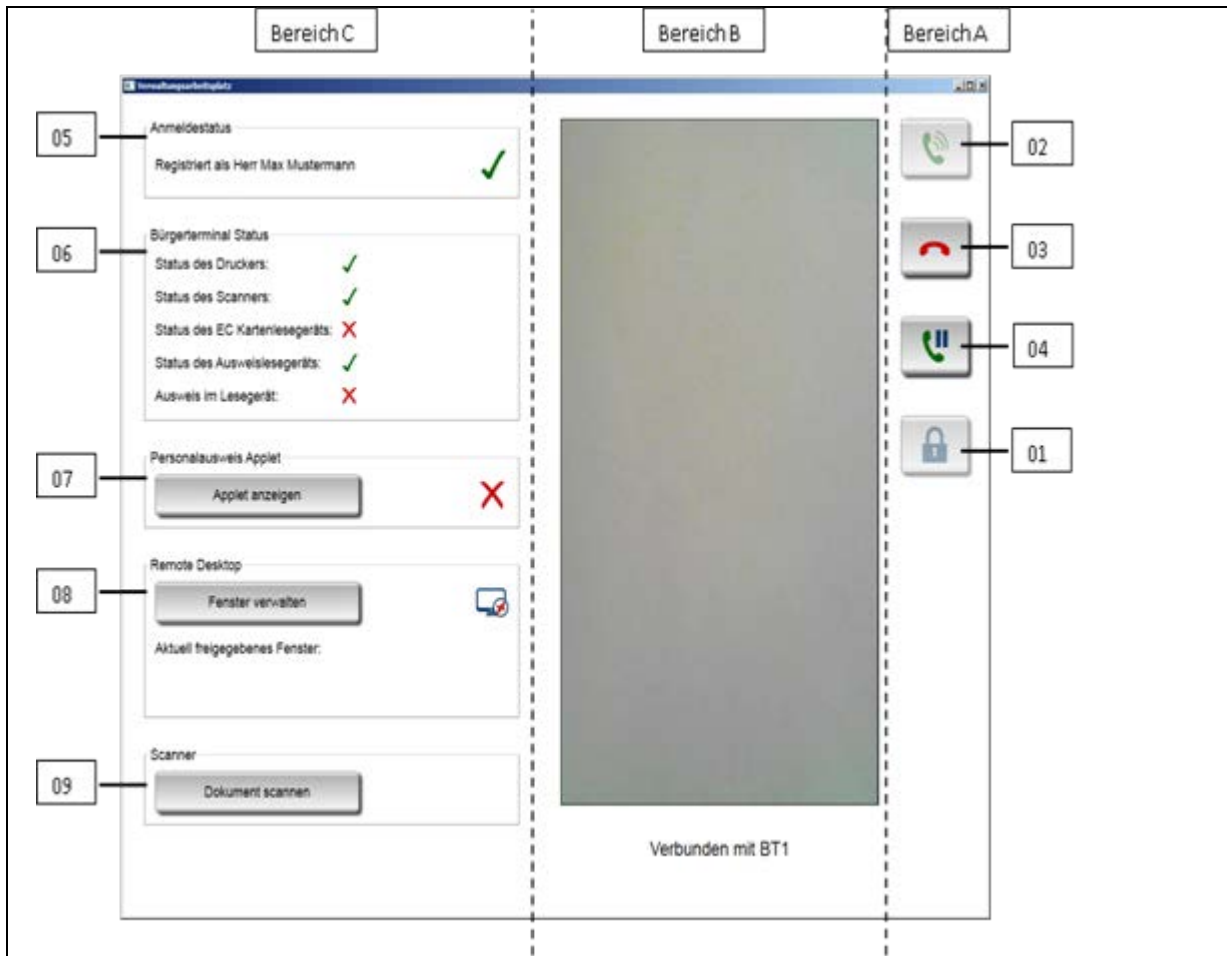 Bereich C
Bereich B
Bereich A
Verwaltungsarbeitsplatz
05
Anmeldestatus
Registriert als Herr Max Mustermann
02
06
Bürgerterminal Status
Status des Druckers:
Status des Scanners:
Status des EC Kartenlesegeräts:
Status des Ausweislesegeräts:
Ausweis im Lesegerät:
03
04
01
07
Personalausweis Applet
Applet anzeigen
08
Remote Desktop
Fenster verwalten
Aktuell freigegebenes Fenster:
09
Scanner
Dokument scannen
Verbunden mit BT1